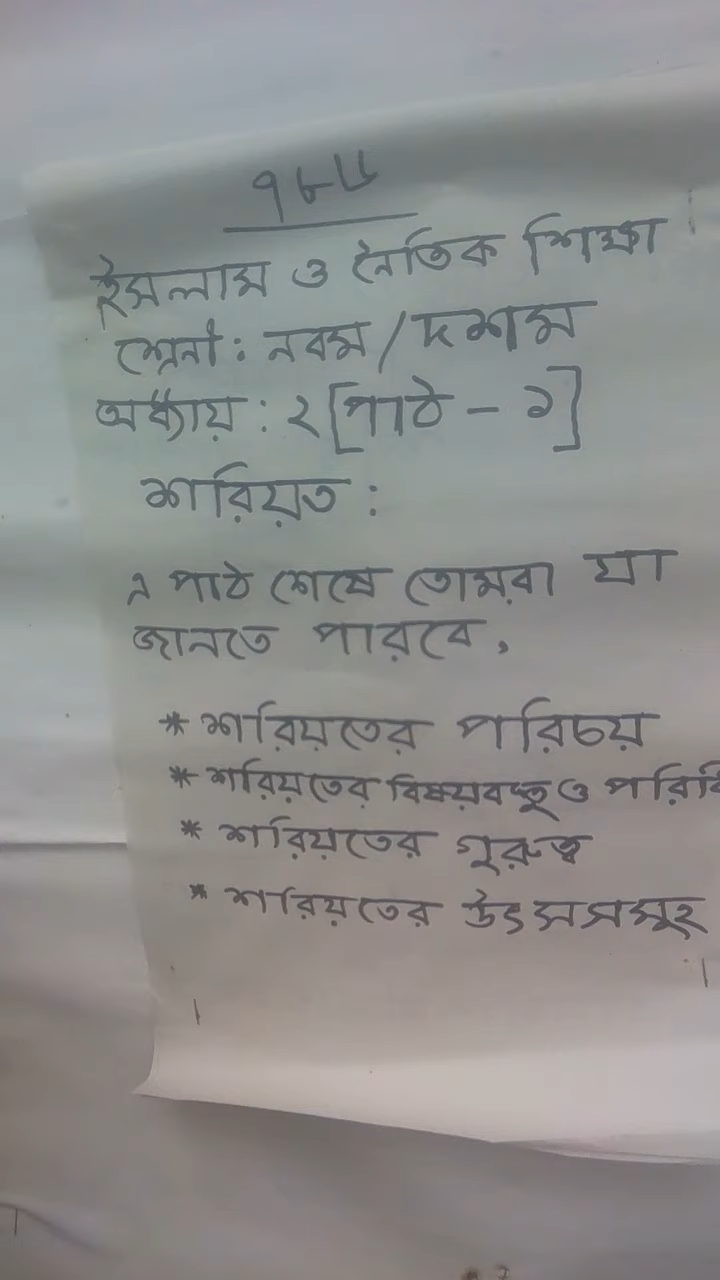 ৭৮৬
ইসলাম ও নৈতিক শিক্ষা
শ্রেনী : নবম / দশম
অধ্যায় : ২ [পাঠ - ১]
শরিয়ত :
এ পাঠ শেষে তোমরা যা
জানতে পারবে,
* শরিয়তের পরিচয়
* শরিয়তের বিষয়বস্তু ও
* শরিয়তের গুরুত্ব
* শরিয়তের উৎসসমূহ